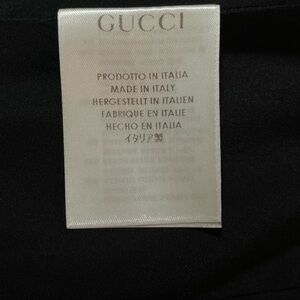 GUCCI
PRODOTTO IN ITALIA
MADE IN ITALY
HERGESTELLT IN ITALIEN
FABRIQUE EN ITALIE
HECHO EN ITALIA
イタリア製